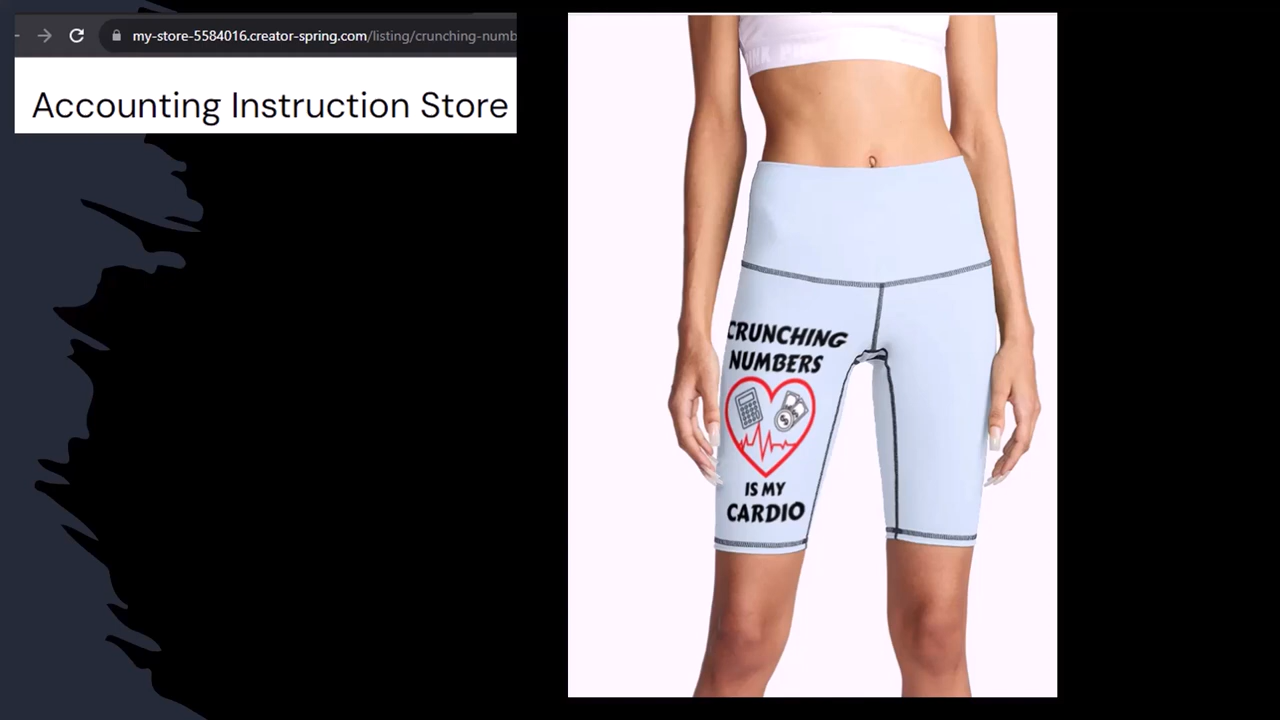 my-store-5584016.creator-spring.com/listing/crunching-numb
Accounting Instruction Store
CRUNCHING
NUMBERS
IS MY
CARDIO